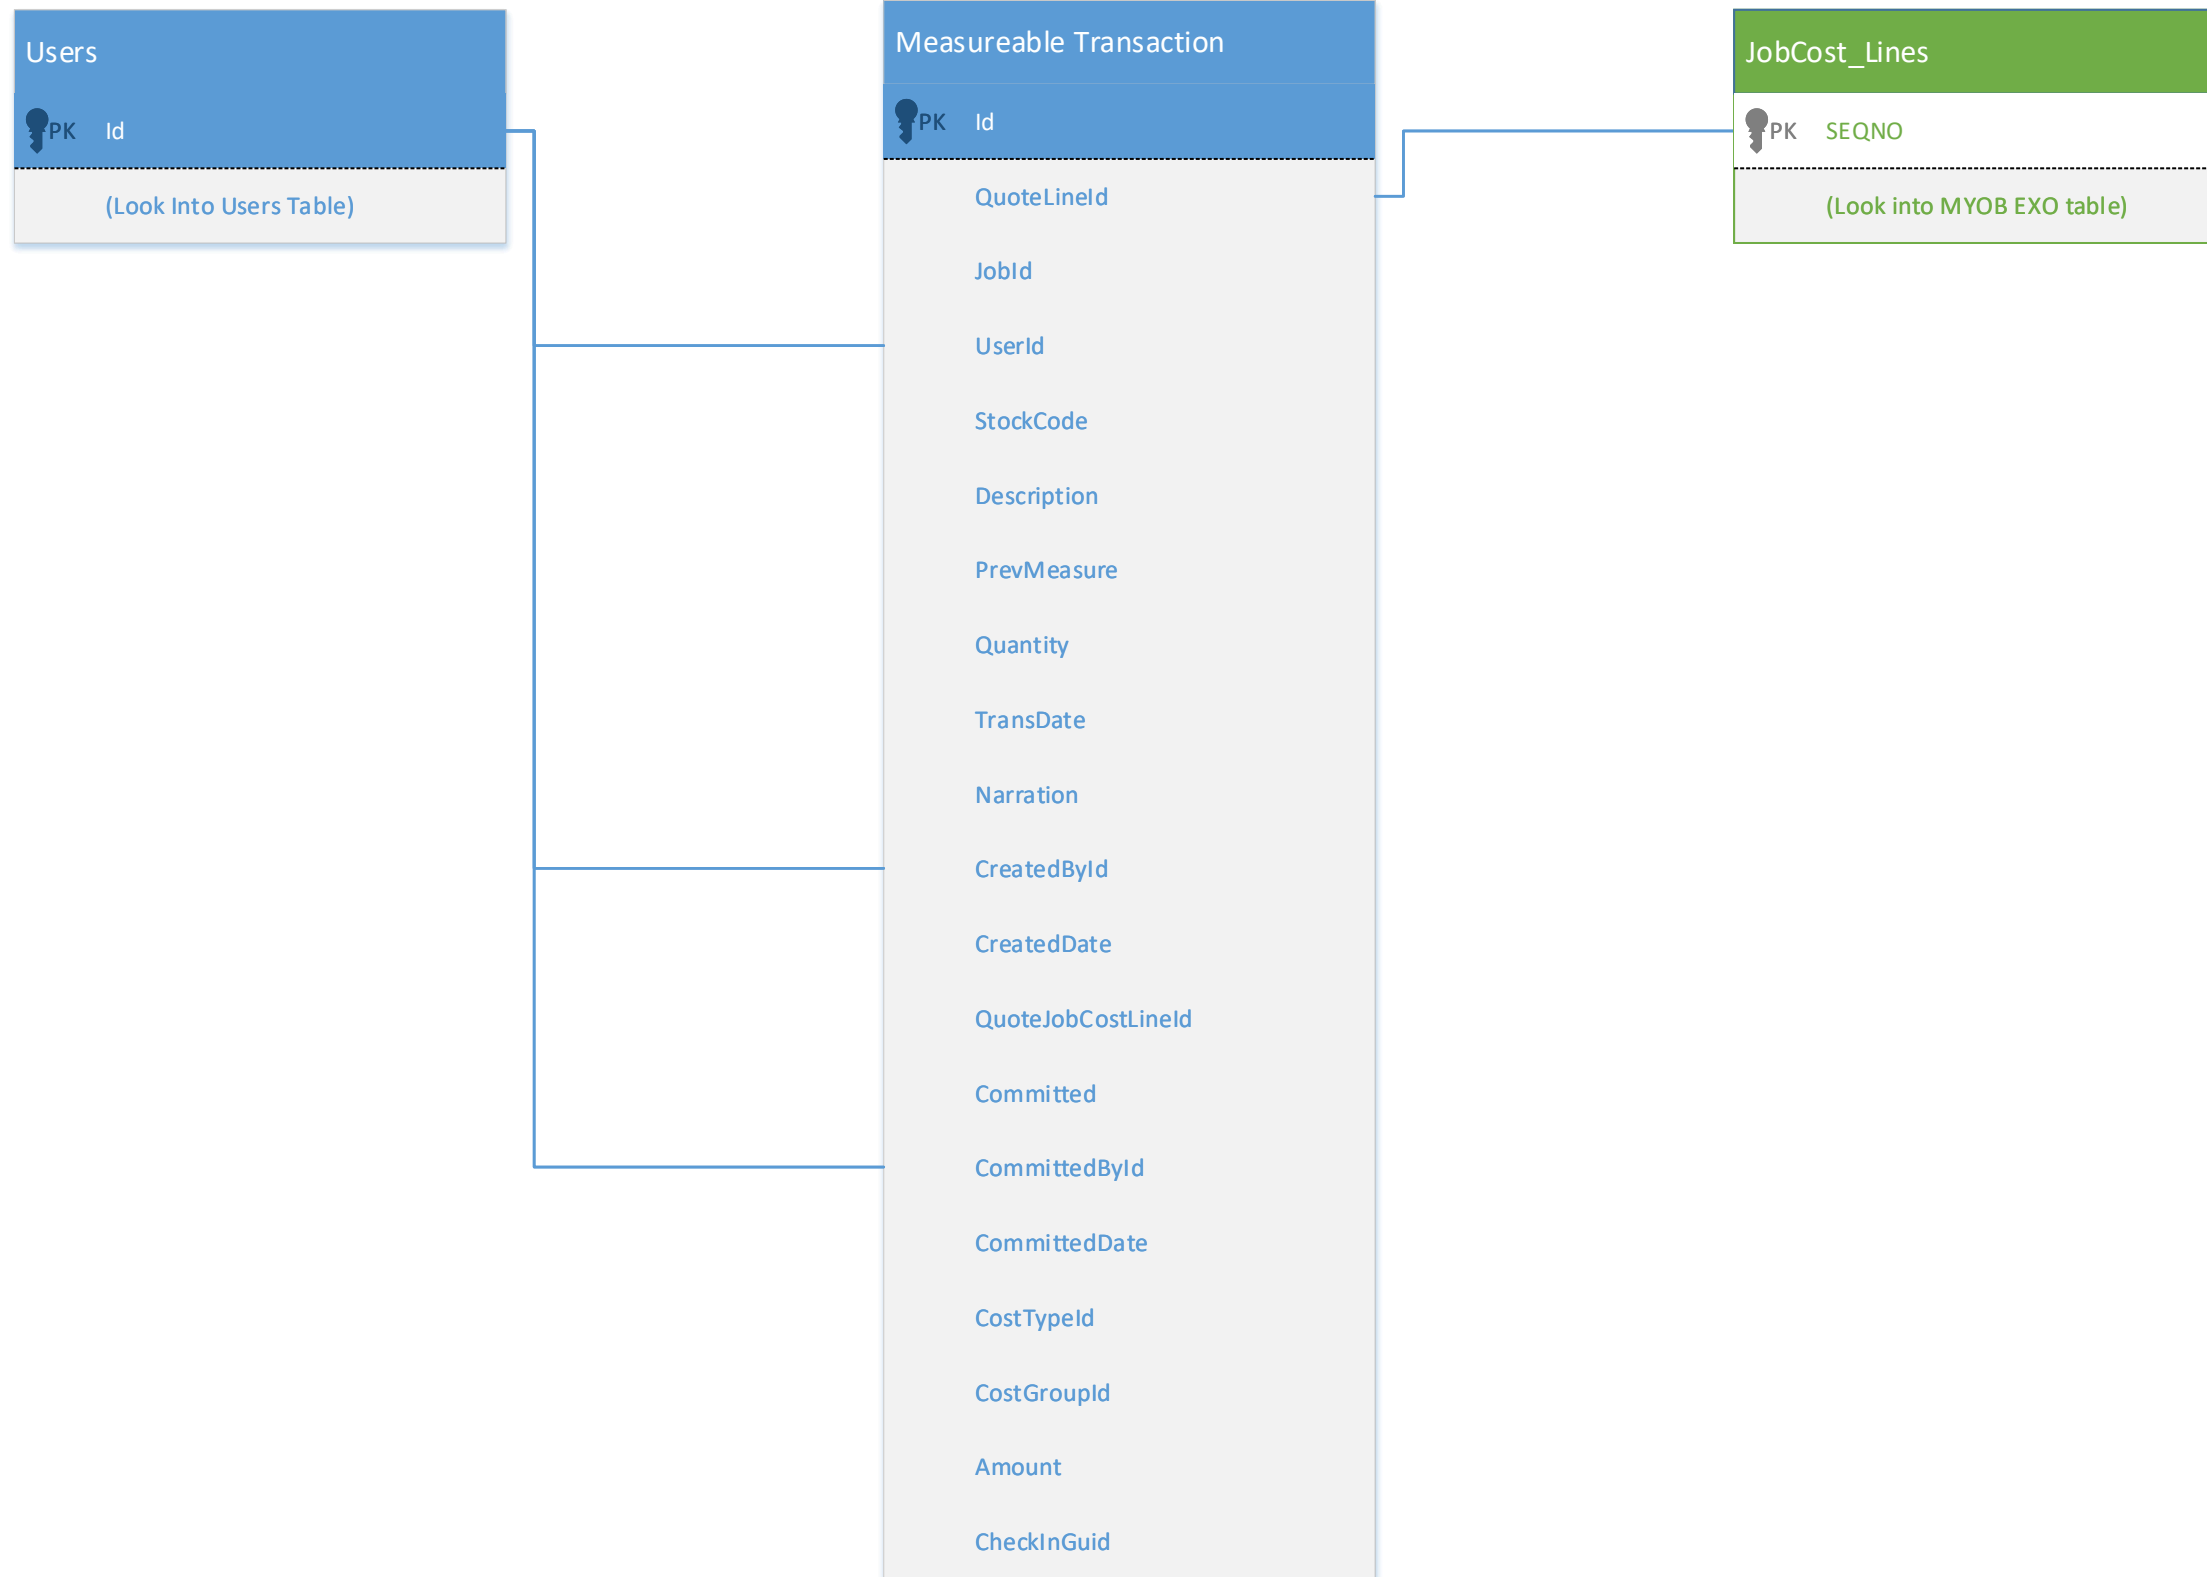 Users
PK Id
(Look Into Users Table)
Measureable Transaction
PK Id
QuoteLineId
JobId
UserId
StockCode
Description
PrevMeasure
Quantity
TransDate
Narration
CreatedById
CreatedDate
QuoteJobCostLineId
Committed
CommittedById
CommittedDate
CostTypeId
CostGroupId
Amount
CheckInGuid
JobCost_Lines
PK SEQNO
(Look into MYOB EXO table)